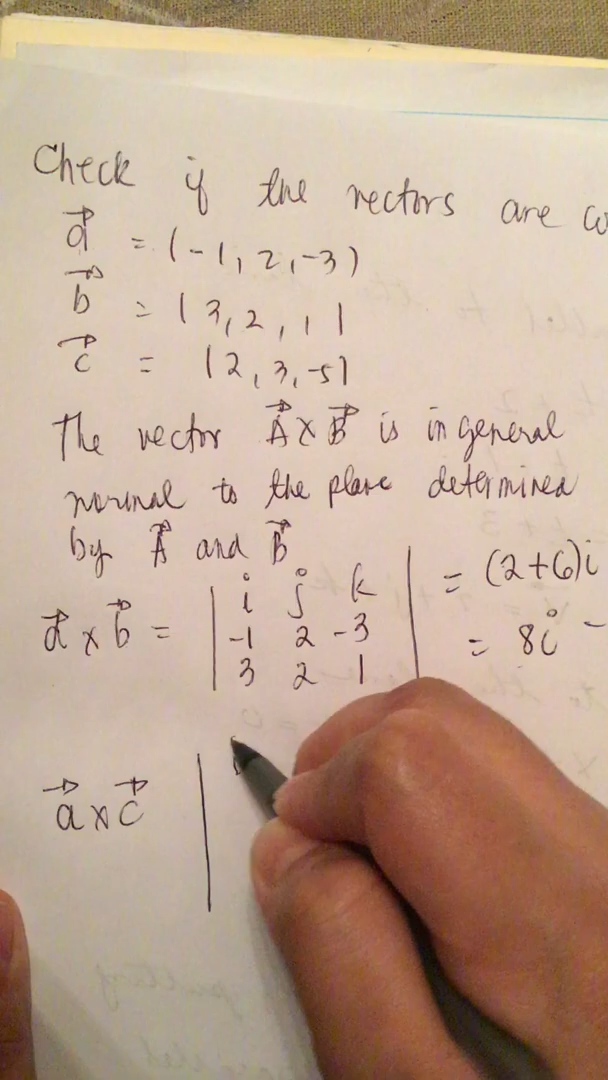 Check if the vectors are
a⃗ = (-1, 2, -3)
b⃗ = (3, 2, 1)
c⃗ = (2, 3, -5)
The vector A⃗ × B⃗ is in general
normal to the plane determined
by A⃗ and B⃗
a⃗ × b⃗ = | i j k | = (2+6)i
-1 2 -3 = 8i -
3 2 1
a⃗ × c⃗ |